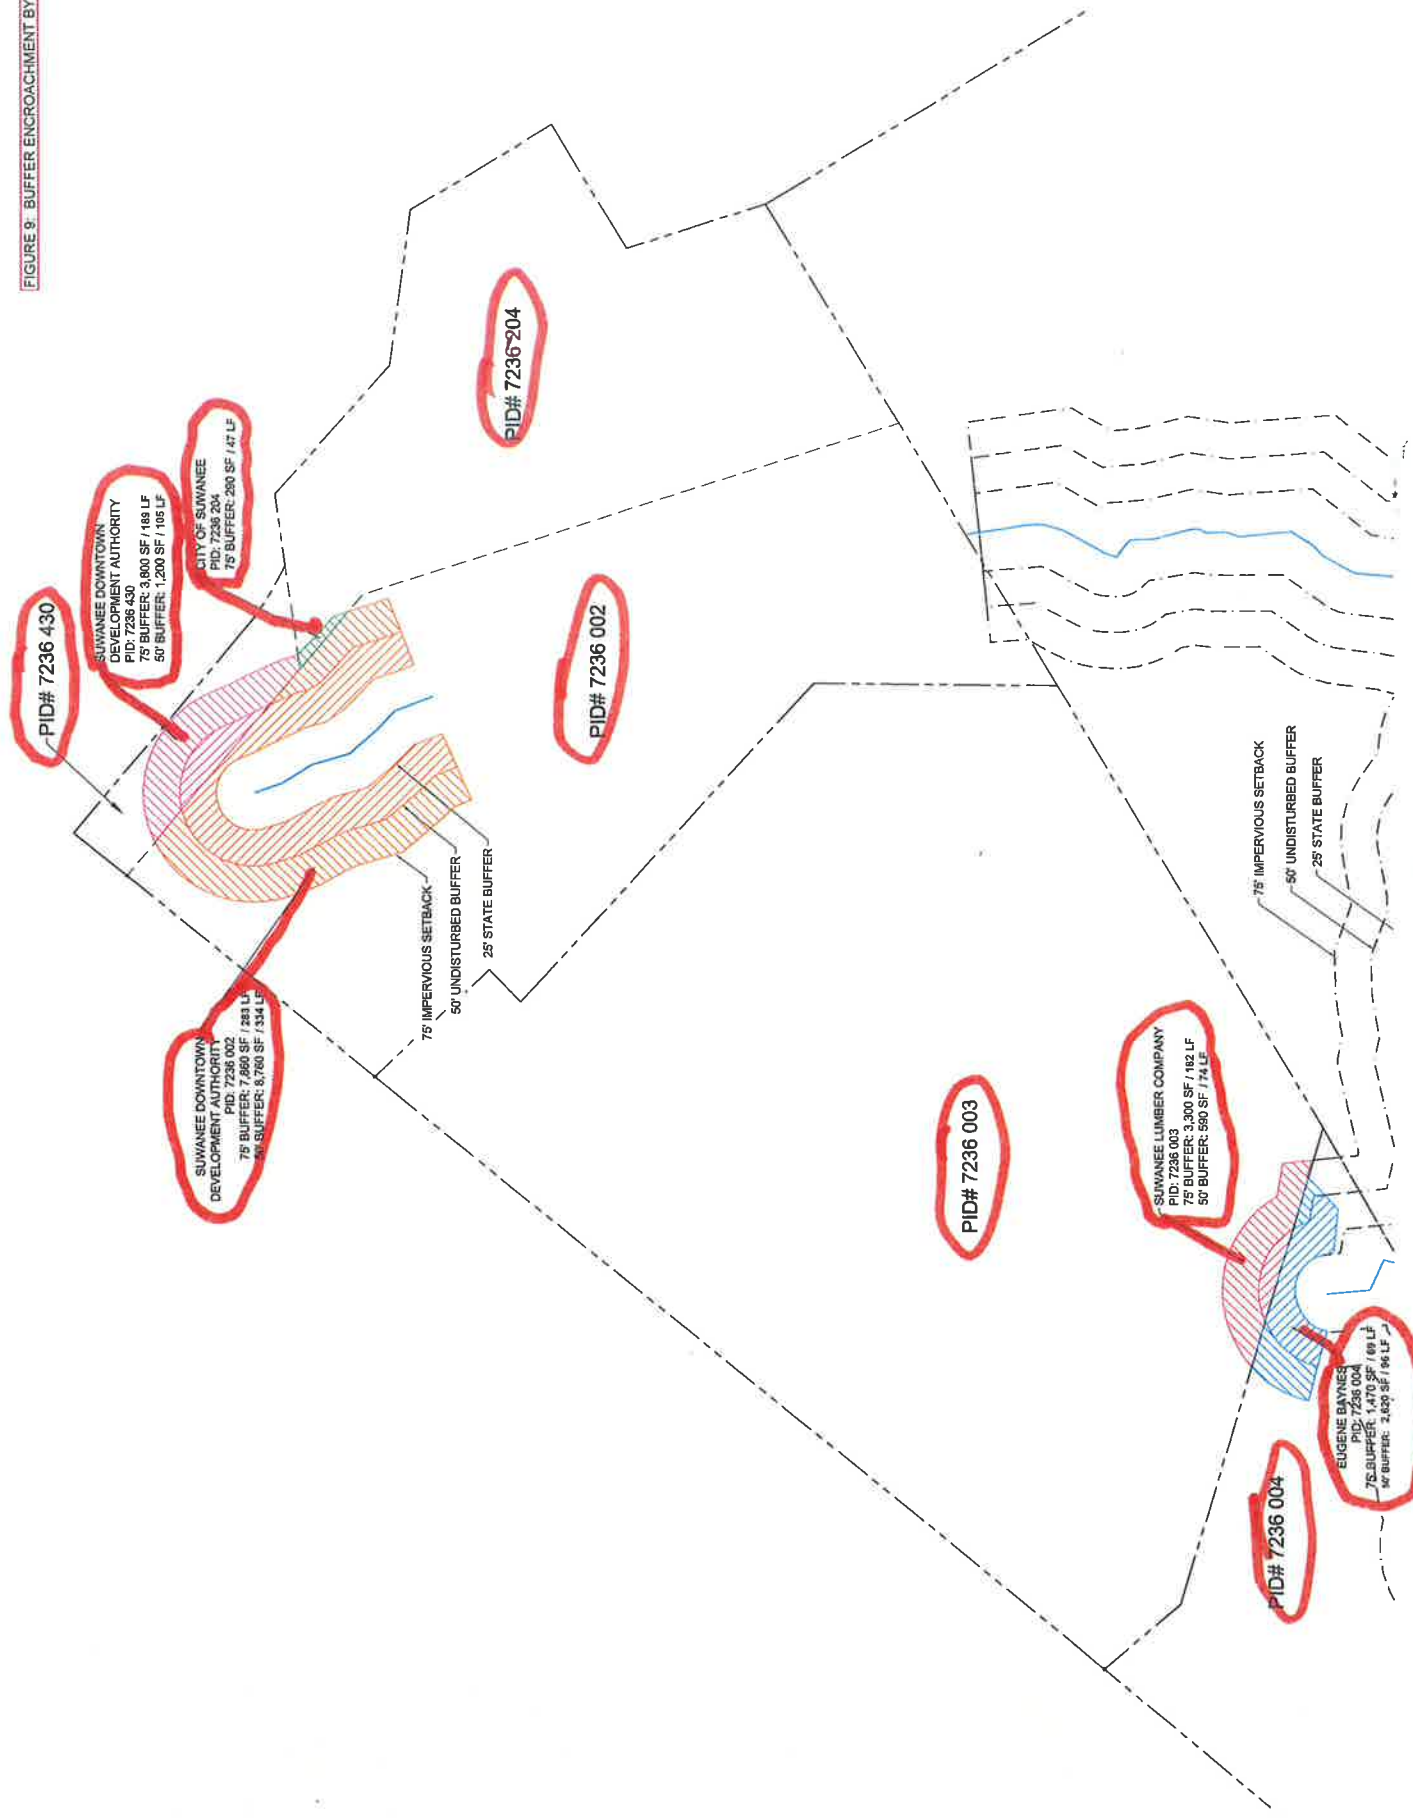 FIGURE 9: BUFFER ENCROACHMENT BY
PID# 7236 430
SUWANEE DOWNTOWN
DEVELOPMENT AUTHORITY
PID: 7236 430
75' BUFFER: 3,800 SF / 189 LF
50' BUFFER: 1,200 SF / 105 LF
CITY OF SUWANEE
PID: 7236 204
75' BUFFER: 290 SF / 47 LF
PID# 7236 204
SUWANEE DOWNTOWN
DEVELOPMENT AUTHORITY
PID: 7236 002
75' BUFFER: 7,860 SF / 283 LF
50' BUFFER: 8,760 SF / 334 LF
PID# 7236 002
75' IMPERVIOUS SETBACK
50' UNDISTURBED BUFFER
25' STATE BUFFER
PID# 7236 003
SUWANEE LUMBER COMPANY
PID: 7236 003
75' BUFFER: 3,300 SF / 182 LF
50' BUFFER: 590 SF / 74 LF
75' IMPERVIOUS SETBACK
50' UNDISTURBED BUFFER
25' STATE BUFFER
PID# 7236 004
EUGENE BAYNES
PID: 7236 004
75' BUFFER: 1,470 SF / 69 LF
50' BUFFER: 2,620 SF / 96 LF